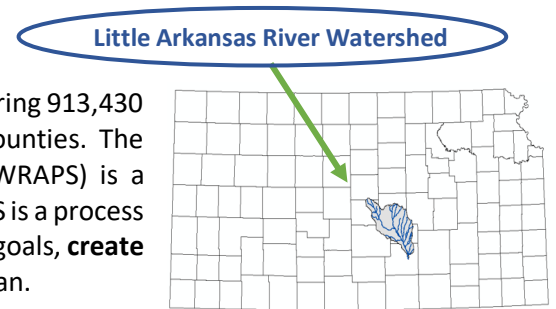 Little Arkansas River Watershed
ring 913,430
ounties. The
WRAPS) is a
S is a process
goals, create
an.